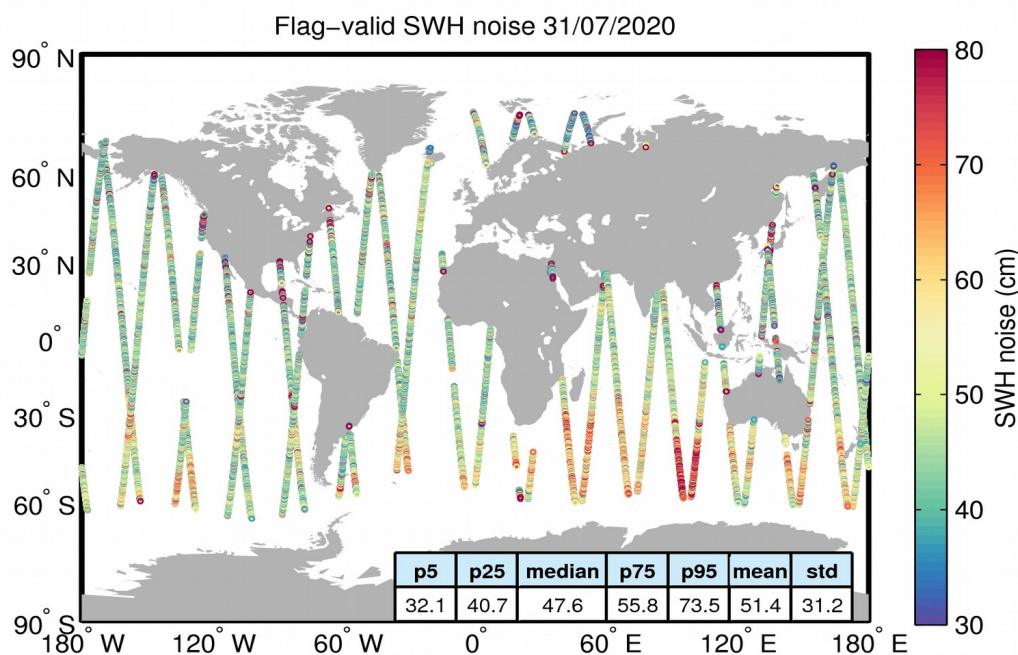 Flag−valid SWH noise 31/07/2020
90° N
60° N
30° N
0°
30° S
60° S
90° S
180° W
120° W
60° W
0°
60° E
120° E
180° E
80
70
60
50
40
30
SWH noise (cm)
p5 p25 median p75 p95 mean std
32.1 40.7 47.6 55.8 73.5 51.4 31.2